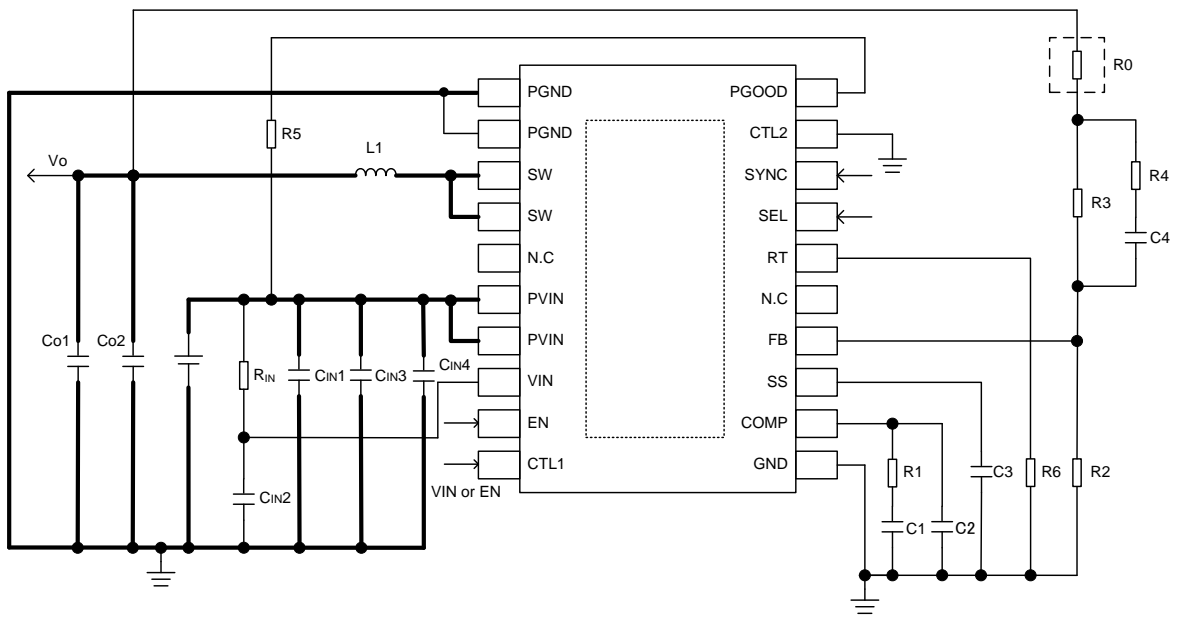 R0
PGND
PGOOD
R5
PGND
CTL2
Vo
L1
SW
SYNC
R4
SW
SEL
R3
C4
N.C
RT
PVIN
N.C
Co1
Co2
PVIN
FB
RIN
CIN1
CIN3
CIN4
VIN
SS
EN
COMP
CTL1
GND
R1
C3
R6
R2
VIN or EN
CIN2
C1
C2